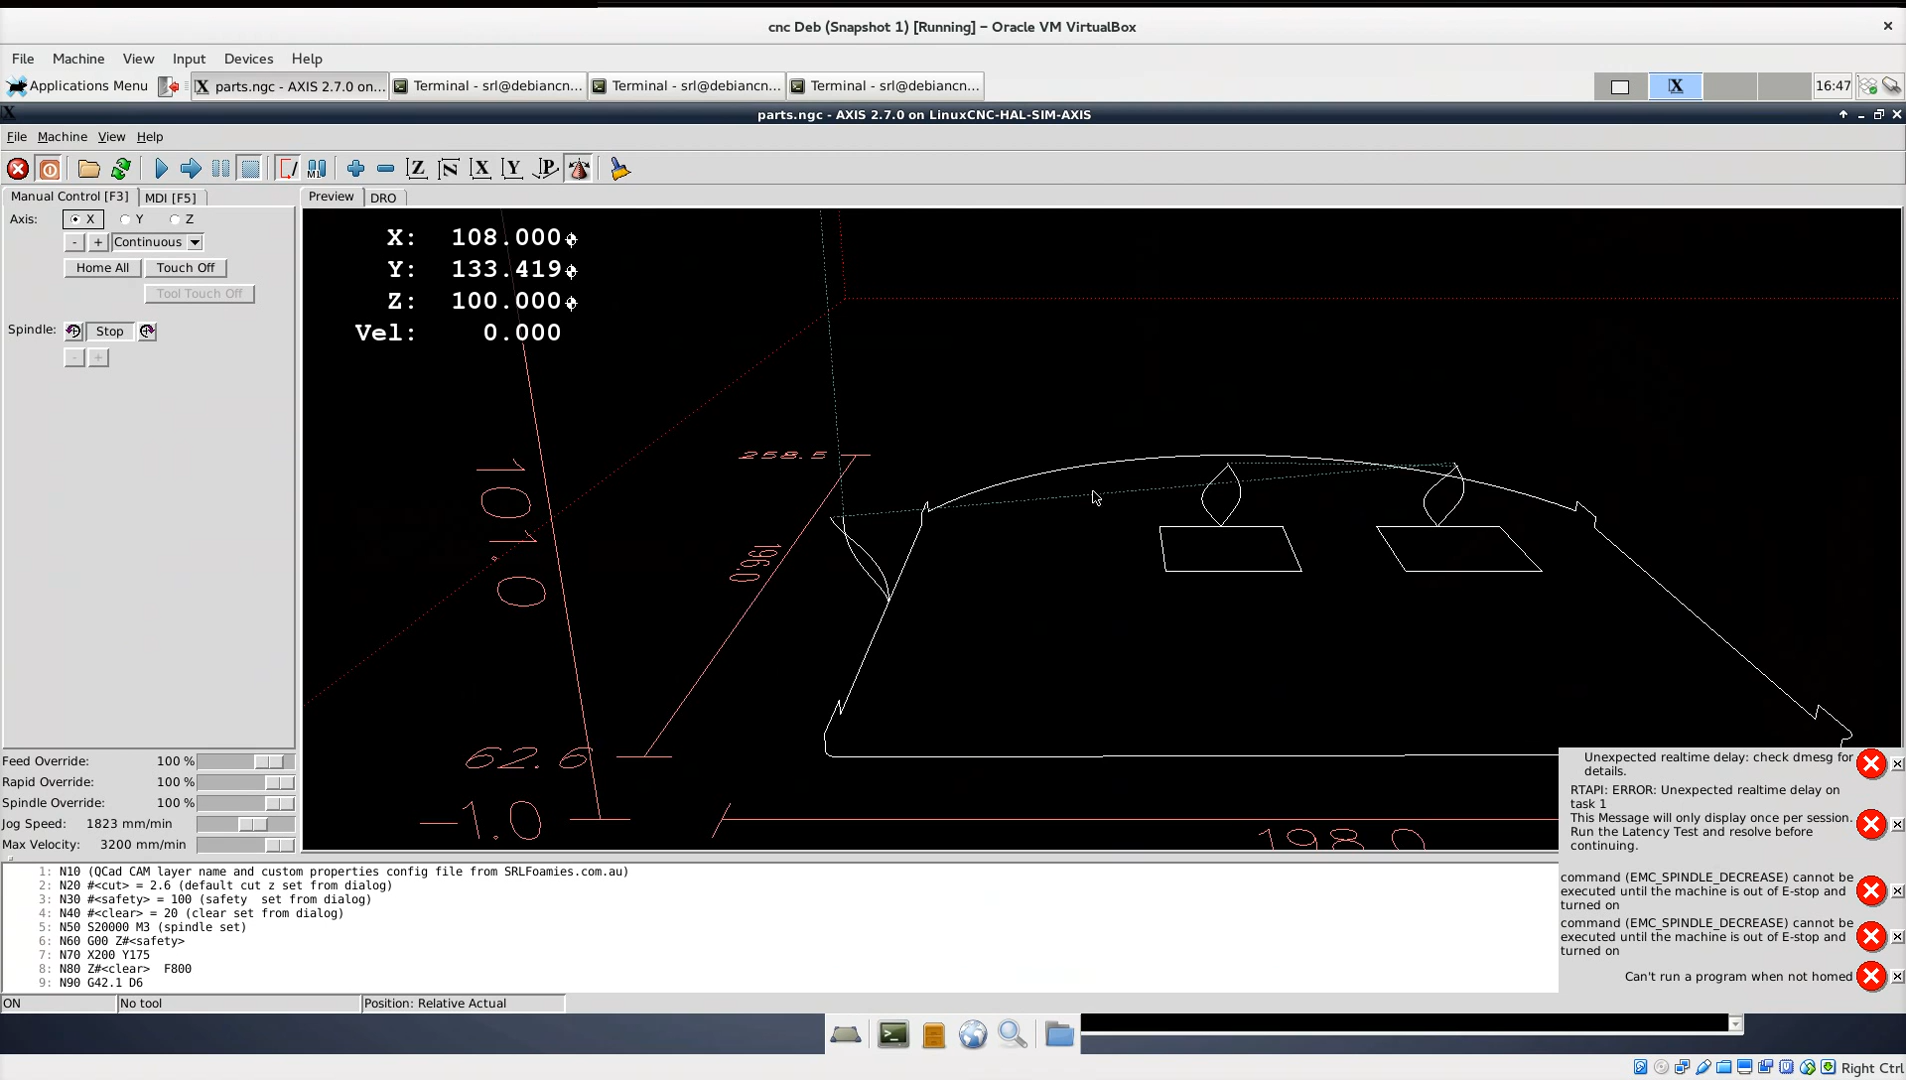 cnc Deb (Snapshot 1) [Running] – Oracle VM VirtualBox
File Machine View Input Devices Help
Applications Menu parts.ngc - AXIS 2.7.0 on... Terminal - srl@debiancn... Terminal - srl@debiancn... Terminal - srl@debiancn... 16:47
parts.ngc - AXIS 2.7.0 on LinuxCNC-HAL-SIM-AXIS
File Machine View Help
Manual Control [F3] MDI [F5]
Preview DRO
Axis: X Y Z
- + Continuous
Home All Touch Off
Tool Touch Off
Spindle: Stop
- +
X: 108.000
Y: 133.419
Z: 100.000
Vel: 0.000
258.5
101.0
196.0
62.6
-1.0
198.0
Feed Override: 100 %
Rapid Override: 100 %
Spindle Override: 100 %
Jog Speed: 1823 mm/min
Max Velocity: 3200 mm/min
Unexpected realtime delay: check dmesg for
details.
RTAPI: ERROR: Unexpected realtime delay on
task 1
This Message will only display once per session.
Run the Latency Test and resolve before
continuing.
command (EMC_SPINDLE_DECREASE) cannot be
executed until the machine is out of E-stop and
turned on
command (EMC_SPINDLE_DECREASE) cannot be
executed until the machine is out of E-stop and
turned on
Can't run a program when not homed
1: N10 (QCad CAM layer name and custom properties config file from SRLFoamies.com.au)
2: N20 #<cut> = 2.6 (default cut z set from dialog)
3: N30 #<safety> = 100 (safety  set from dialog)
4: N40 #<clear> = 20 (clear set from dialog)
5: N50 S20000 M3 (spindle set)
6: N60 G00 Z#<safety>
7: N70 X200 Y175
8: N80 Z#<clear>  F800
9: N90 G42.1 D6
ON No tool Position: Relative Actual
Right Ctrl